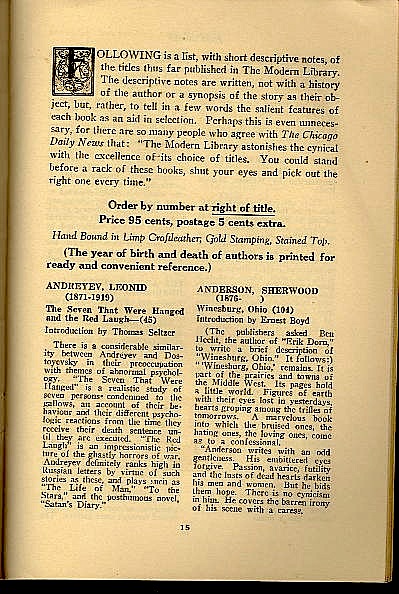 FOLLOWING is a list, with short descriptive notes, of
the titles thus far published in The Modern Library.
The descriptive notes are written, not with a history
of the author or a synopsis of the story as their ob-
ject, but, rather, to tell in a few words the salient features of
each book as an aid in selection. Perhaps this is even unneces-
sary, for there are so many people who agree with The Chicago
Daily News that: "The Modern Library astonishes the cynical
with the excellence of its choice of titles. You could stand
before a rack of these books, shut your eyes and pick out the
right one every time."
Order by number at right of title.
Price 95 cents, postage 5 cents extra.
Hand Bound in Limp Croftleather, Gold Stamping, Stained Top.
(The year of birth and death of authors is printed for
ready and convenient reference.)
ANDREYEV, LEONID
(1871-1919)
The Seven That Were Hanged
and the Red Laugh—(45)
Introduction by Thomas Seltzer
There is a considerable similar-
ity between Andreyev and Dos-
toyevsky in their preoccupation
with themes of abnormal psychol-
ogy. "The Seven That Were
Hanged" is a realistic study of
seven persons condemned to the
gallows, an account of their be-
haviour and their different psycho-
logic reactions from the time they
receive their death sentence un-
til they are executed. "The Red
Laugh" is an impressionistic pic-
ture of the ghastly horrors of war.
Andreyev definitely ranks high in
Russian letters by virtue of such
stories as these, and plays such as
"The Life of Man," "To the
Stars," and the posthumous novel,
"Satan's Diary."
ANDERSON, SHERWOOD
(1876- )
Winesburg, Ohio (104)
Introduction by Ernest Boyd
(The publishers asked Ben
Hecht, the author of "Erik Dorn,"
to write a brief description of
"Winesburg, Ohio." It follows:)
"'Winesburg, Ohio,' remains. It is
part of the prairies and towns of
the Middle West. Its pages hold
a little world. Figures of earth
with their eyes lost in yesterdays,
hearts groping among the trifles of
tomorrows. A marvelous book
into which the bruised ones, the
hating ones, the loving ones, come
as to a confessional.
"Anderson writes with an odd
gentleness. His embittered eyes
forgive. Passion, avarice, futility
and the lusts of dead hearts darken
his men and women. But he bids
them hope. There is no cynicism
in him. He covers the barren irony
of his scene with a caress.
15